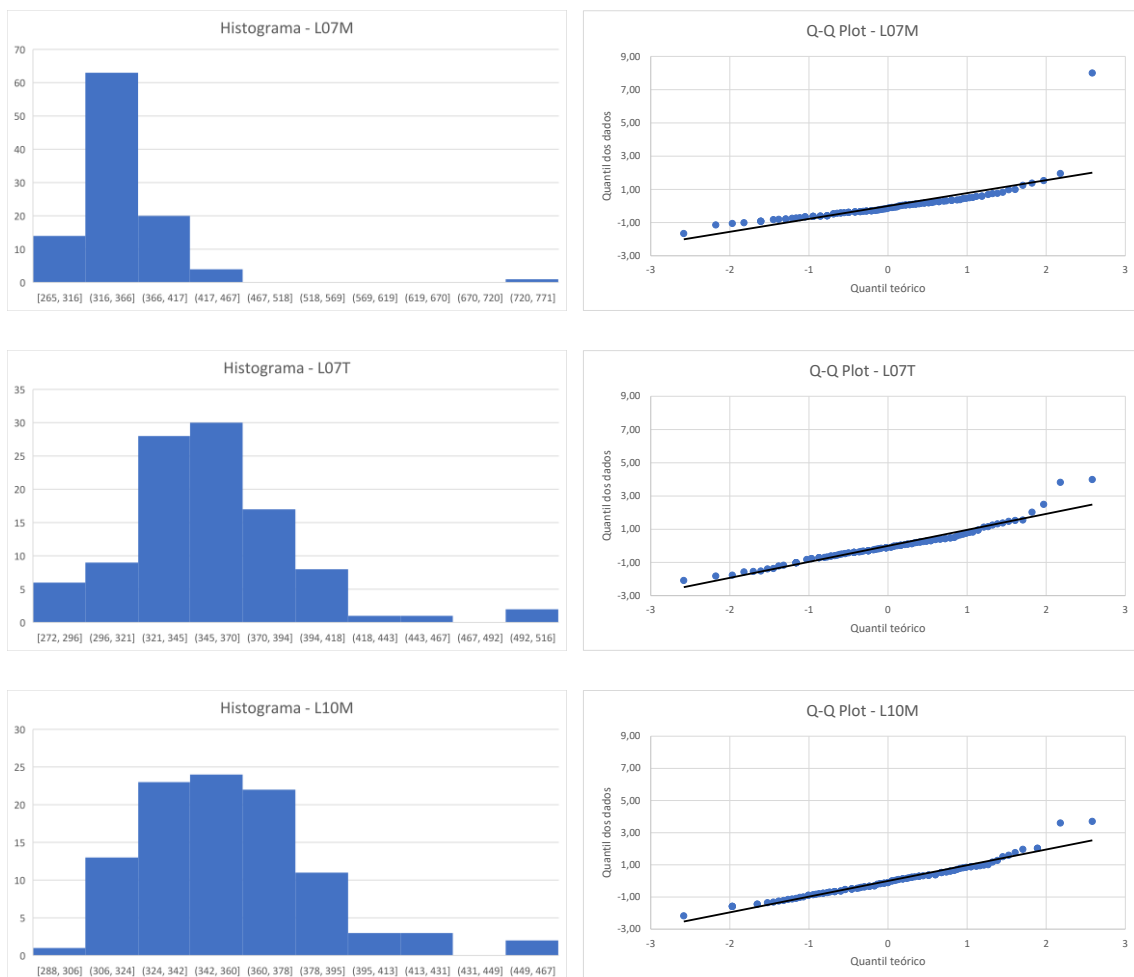 Histograma - L07M
70
60
50
40
30
20
10
0
[265, 316] (316, 366] (366, 417] (417, 467] (467, 518] (518, 569] (569, 619] (619, 670] (670, 720] (720, 771]
Q-Q Plot - L07M
Quantil dos dados
9,00
7,00
5,00
3,00
1,00
-1,00
-3,00
-3 -2 -1 0 1 2 3
Quantil teórico
Histograma - L07T
35
30
25
20
15
10
5
0
[272, 296] (296, 321] (321, 345] (345, 370] (370, 394] (394, 418] (418, 443] (443, 467] (467, 492] (492, 516]
Q-Q Plot - L07T
Quantil dos dados
9,00
7,00
5,00
3,00
1,00
-1,00
-3,00
-3 -2 -1 0 1 2 3
Quantil teórico
Histograma - L10M
30
25
20
15
10
5
0
[288, 306] (306, 324] (324, 342] (342, 360] (360, 378] (378, 395] (395, 413] (413, 431] (431, 449] (449, 467]
Q-Q Plot - L10M
Quantil dos dados
9,00
7,00
5,00
3,00
1,00
-1,00
-3,00
-3 -2 -1 0 1 2 3
Quantil teórico